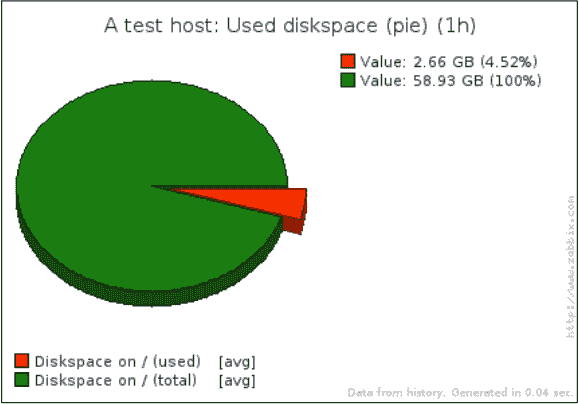 A test host: Used diskspace (pie) (1h)
Value: 2.66 GB (4.52%)
Value: 58.93 GB (100%)
http://www.zabbix.com
Diskspace on / (used) [avg]
Diskspace on / (total) [avg]
Data from history. Generated in 0.04 sec.